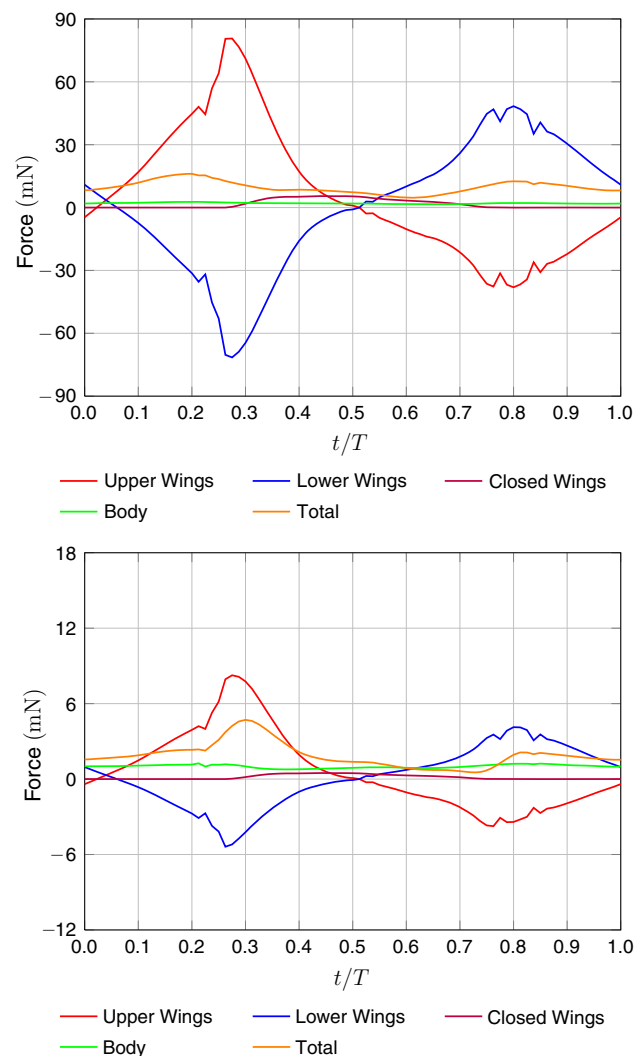 90
60
30
0
−30
−60
−90
Force (mN)
0.0 0.1 0.2 0.3 0.4 0.5 0.6 0.7 0.8 0.9 1.0
t/T
Upper Wings Lower Wings Closed Wings
Body Total
18
12
6
0
−6
−12
Force (mN)
0.0 0.1 0.2 0.3 0.4 0.5 0.6 0.7 0.8 0.9 1.0
t/T
Upper Wings Lower Wings Closed Wings
Body Total